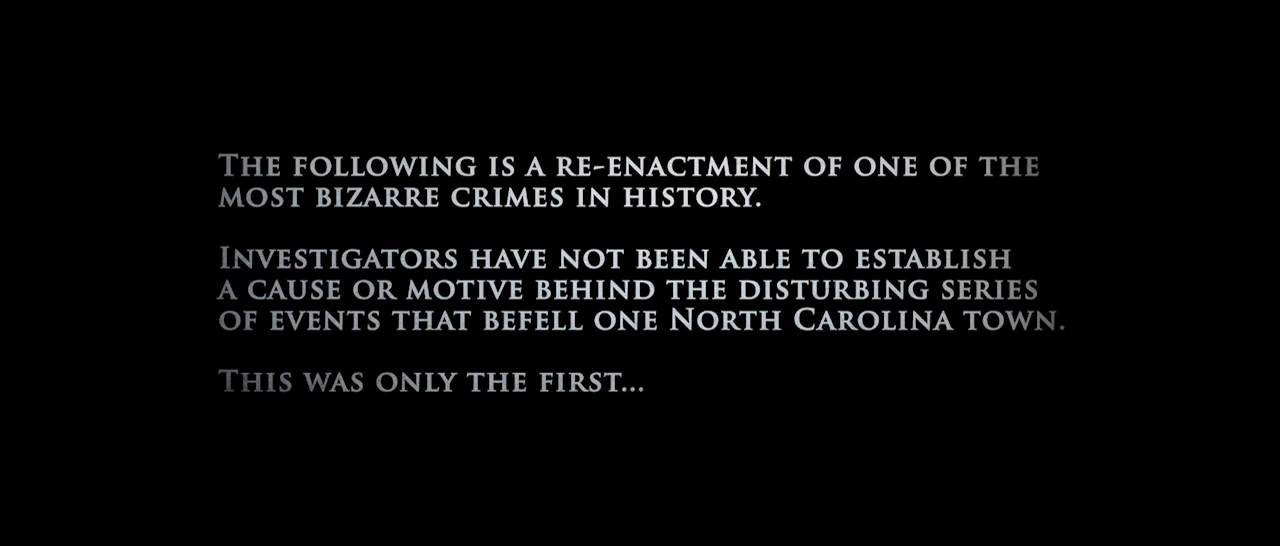 The following is a re-enactment of one of the
most bizarre crimes in history.
Investigators have not been able to establish
a cause or motive behind the disturbing series
of events that befell one North Carolina town.
This was only the first...